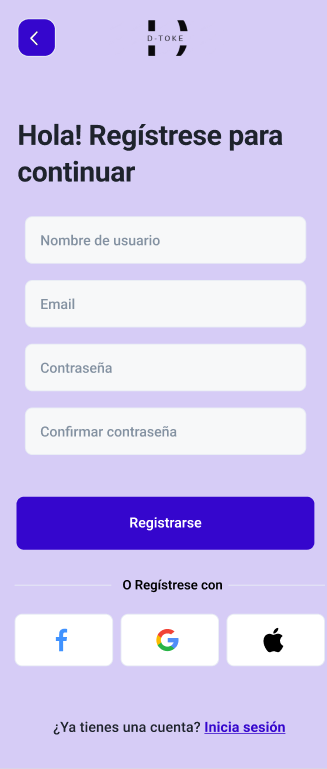 D-TOKE
Hola! Regístrese para
continuar
Nombre de usuario
Email
Contraseña
Confirmar contraseña
Registrarse
O Regístrese con
¿Ya tienes una cuenta? Inicia sesión